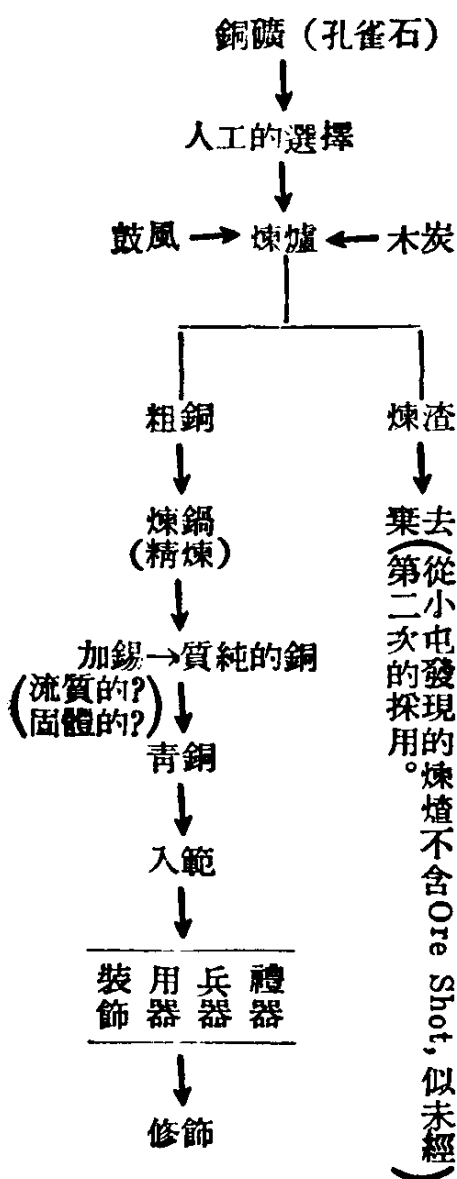 銅礦（孔雀石）
人工的選擇
鼓風→煉爐←木炭
粗銅
煉渣
煉鍋
（精煉）
加錫→質純的銅
（流質的？
固體的？）
青銅
入範
禮器
兵器
用器
裝飾
修飾
去（從小屯發現的煉渣不含Ore Shot,似未經
棄第二次的採用。）